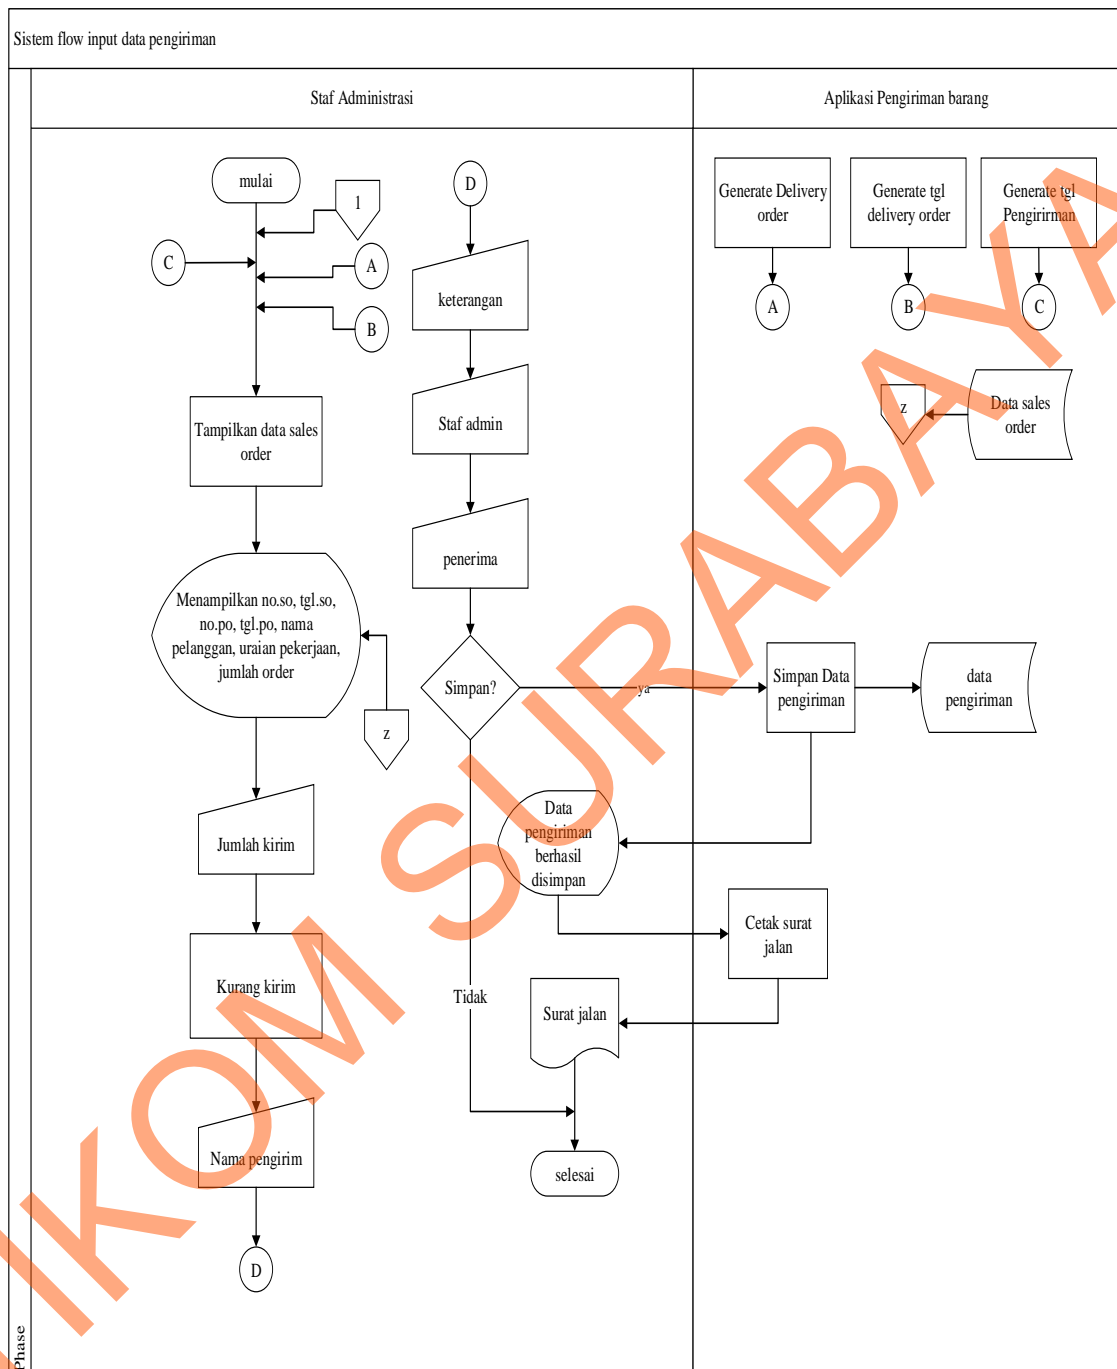 Sistem flow input data pengiriman
Phase
Staf Administrasi
Aplikasi Pengiriman barang
mulai
1
C
A
B
Tampilkan data sales
order
Menampilkan no.so, tgl.so,
no.po, tgl.po, nama
pelanggan, uraian pekerjaan,
jumlah order
z
Jumlah kirim
Kurang kirim
Nama pengirim
D
D
keterangan
Staf admin
penerima
Simpan?
ya
Tidak
Data
pengiriman
berhasil
disimpan
Surat jalan
selesai
Generate Delivery
order
A
Generate tgl
delivery order
B
Generate tgl
Pengirirman
C
z
Data sales
order
Simpan Data
pengiriman
data
pengiriman
Cetak surat
jalan
IKOM SURABAYA